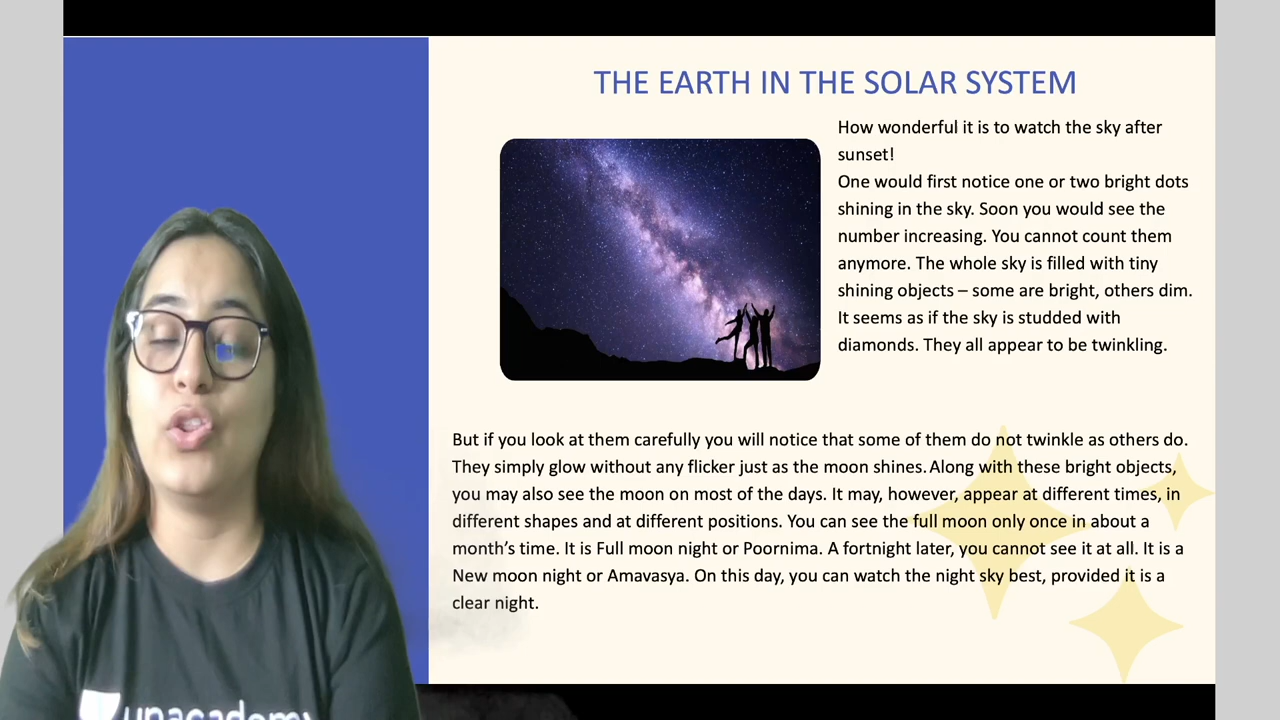 THE EARTH IN THE SOLAR SYSTEM
How wonderful it is to watch the sky after
sunset!
One would first notice one or two bright dots
shining in the sky. Soon you would see the
number increasing. You cannot count them
anymore. The whole sky is filled with tiny
shining objects – some are bright, others dim.
It seems as if the sky is studded with
diamonds. They all appear to be twinkling.
But if you look at them carefully you will notice that some of them do not twinkle as others do.
They simply glow without any flicker just as the moon shines. Along with these bright objects,
you may also see the moon on most of the days. It may, however, appear at different times, in
different shapes and at different positions. You can see the full moon only once in about a
month’s time. It is Full moon night or Poornima. A fortnight later, you cannot see it at all. It is a
New moon night or Amavasya. On this day, you can watch the night sky best, provided it is a
clear night.
unacademy